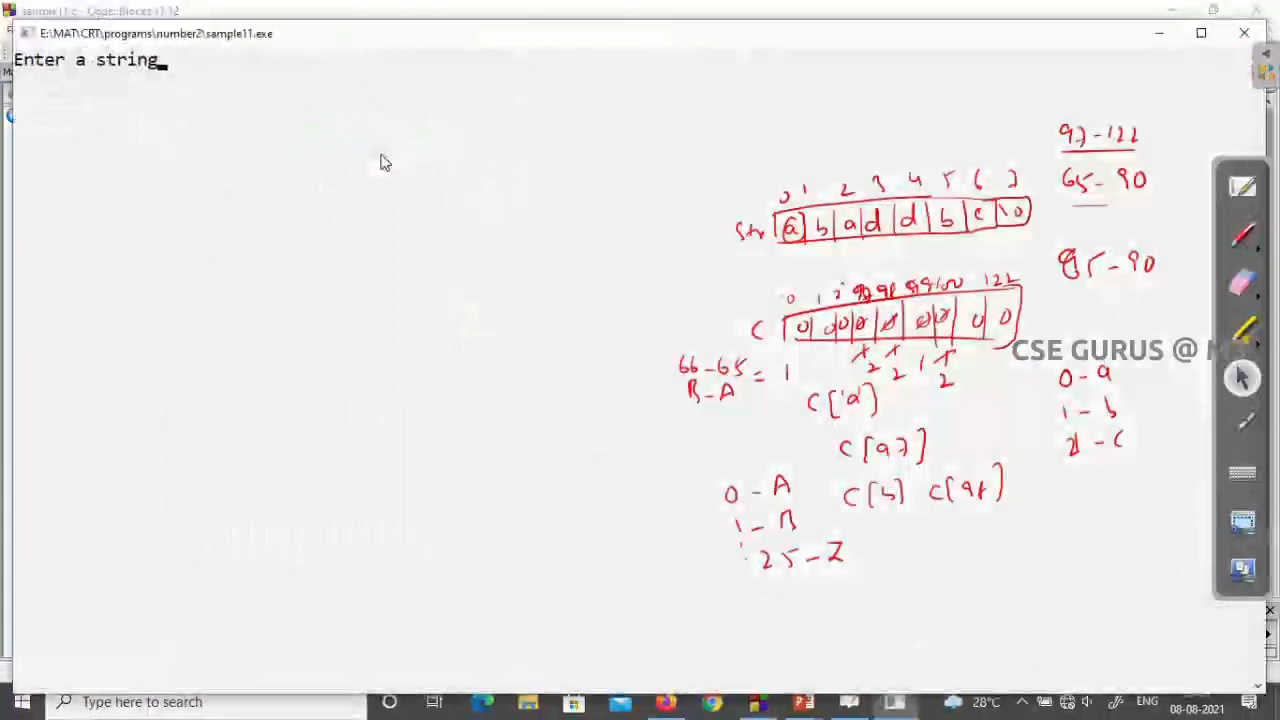 E:\MAT\CRT\programs\number2\sample11.exe
Enter a string
97-122
65-90
0 1 2 3 4 5 6 7
Str a b a d d b c \0
95-90
0 1 2 97 98 99 100 122
C 0 0 0 0 0 0 0 0 0
CSE GURUS @ M
66-65 = 1
B-A
2 2 1 2
C['a']
C[97]
C[b] C[98]
0-a
1-b
2-c
0-A
1-B
25-Z
Type here to search
28°C
ENG
08-08-2021